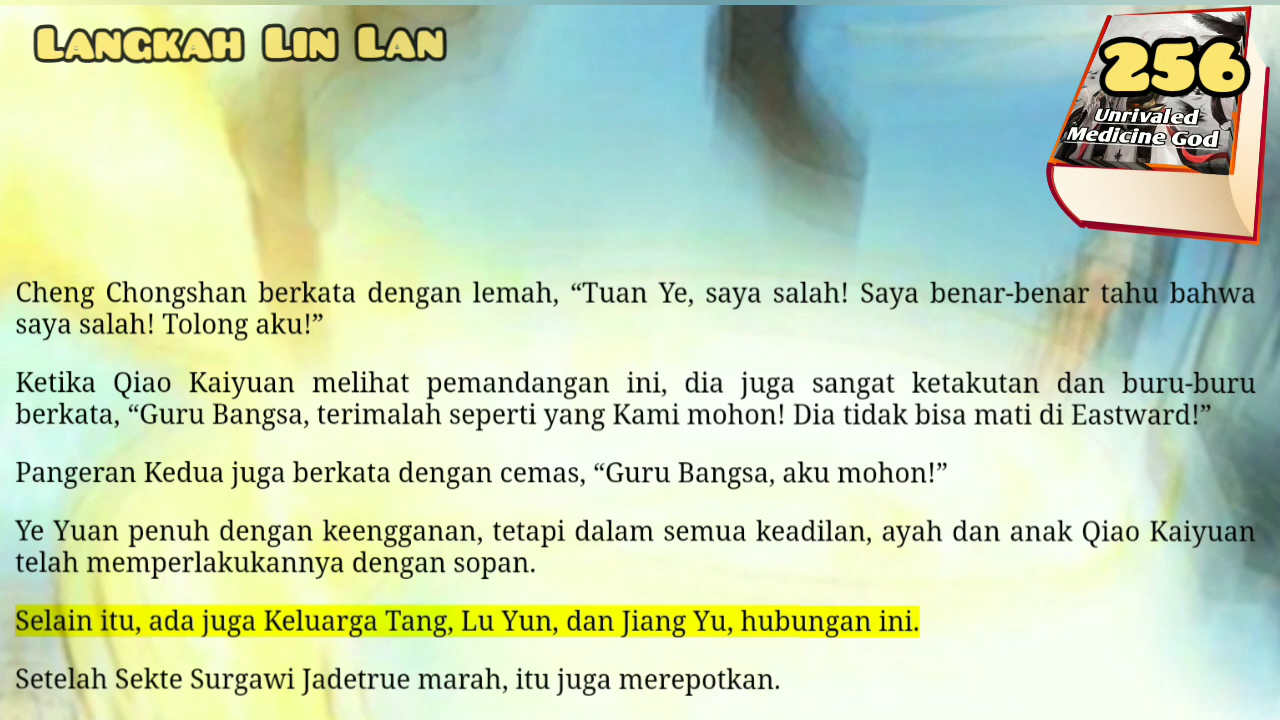 Langkah Lin Lan
256
Unrivaled
Medicine God
Cheng Chongshan berkata dengan lemah, “Tuan Ye, saya salah! Saya benar-benar tahu bahwa
saya salah! Tolong aku!”
Ketika Qiao Kaiyuan melihat pemandangan ini, dia juga sangat ketakutan dan buru-buru
berkata, “Guru Bangsa, terimalah seperti yang Kami mohon! Dia tidak bisa mati di Eastward!”
Pangeran Kedua juga berkata dengan cemas, “Guru Bangsa, aku mohon!”
Ye Yuan penuh dengan keengganan, tetapi dalam semua keadilan, ayah dan anak Qiao Kaiyuan
telah memperlakukannya dengan sopan.
Selain itu, ada juga Keluarga Tang, Lu Yun, dan Jiang Yu, hubungan ini.
Setelah Sekte Surgawi Jadetrue marah, itu juga merepotkan.